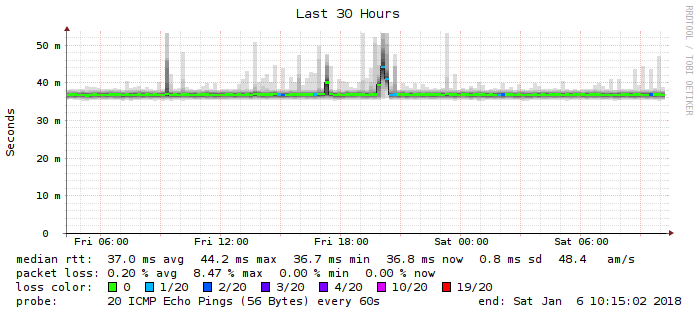 Last 30 Hours
RRDTOOL / TOBI OETIKER
Seconds
50 m
40 m
30 m
20 m
10 m
0
Fri 06:00 Fri 12:00 Fri 18:00 Sat 00:00 Sat 06:00
median rtt: 37.0 ms avg 44.2 ms max 36.7 ms min 36.8 ms now 0.8 ms sd 48.4 am/s
packet loss: 0.20 % avg 8.47 % max 0.00 % min 0.00 % now
loss color: 0 1/20 2/20 3/20 4/20 10/20 19/20
probe: 20 ICMP Echo Pings (56 Bytes) every 60s end: Sat Jan 6 10:15:02 2018